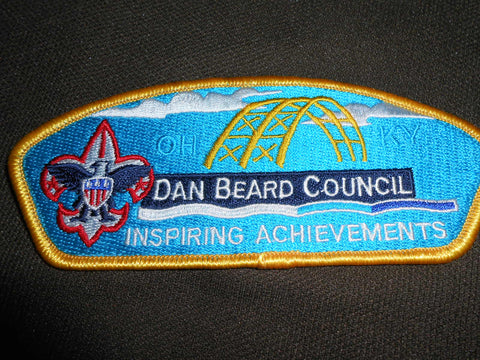 OH KY
DAN BEARD COUNCIL
INSPIRING ACHIEVEMENTS